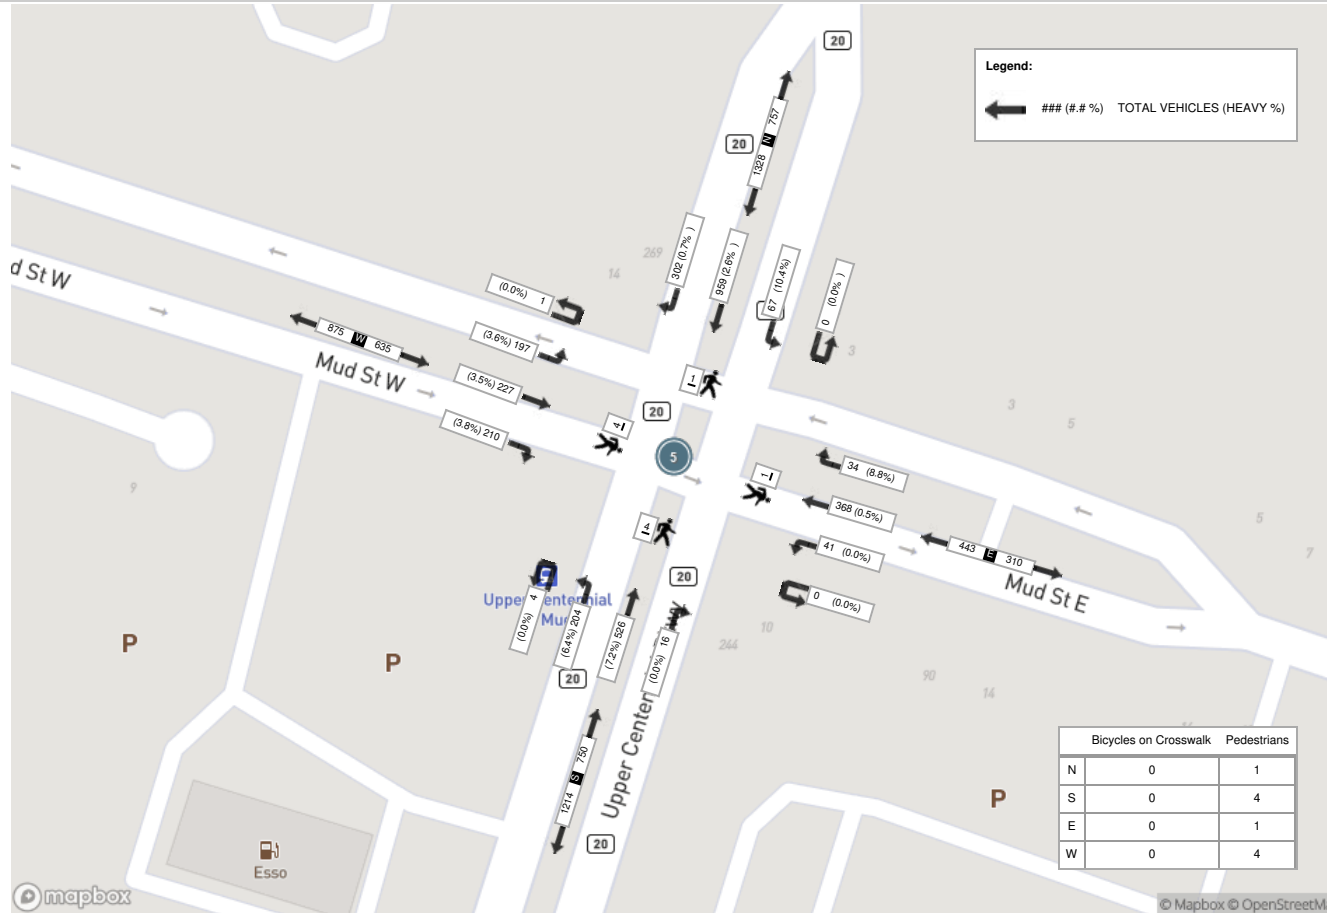 20
Legend:
### (#.# %) TOTAL VEHICLES (HEAVY %)
757
N
1328
20
302 (0.7% )
959 (2.6% )
67 (10.4%)
0 (0.0% )
269
14
3
(0.0%) 1
(3.6%) 197
(3.5%) 227
(3.8%) 210
d St W
875 W 635
Mud St W
1
20
4
5
1
4
3
5
9
34 (8.8%)
368 (0.5%)
41 (0.0%)
0 (0.0%)
443 E 310
Mud St E
5
7
20
(0.0%) 4
(6.4%) 204
(7.2%) 526
(0.0%) 16
10
244
90
14
20
P
P
P
750
S
1214
Upper Centen
20
Esso
Bicycles on Crosswalk Pedestrians
N 0 1
S 0 4
E 0 1
W 0 4
mapbox
© Mapbox © OpenStreetM